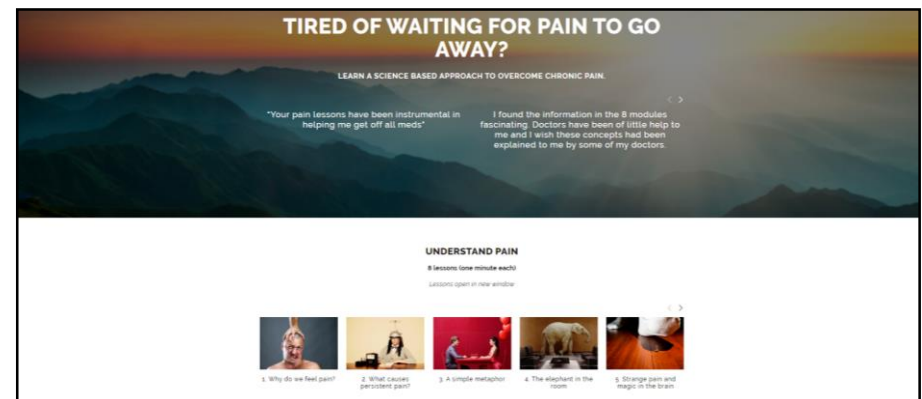 TIRED OF WAITING FOR PAIN TO GO
AWAY?
LEARN A SCIENCE BASED APPROACH TO OVERCOME CHRONIC PAIN.
"Your pain lessons have been instrumental in
helping me get off all meds"
I found the information in the 8 modules
fascinating. Doctors have been of little help to
me and I wish these concepts had been
explained to me by some of my doctors.
UNDERSTAND PAIN
8 lessons (one minute each)
Lessons open in new window
1. Why do we feel pain?
2. What causes
persistent pain?
3. A simple metaphor
4. The elephant in the
room
5. Strange pain and
magic in the brain